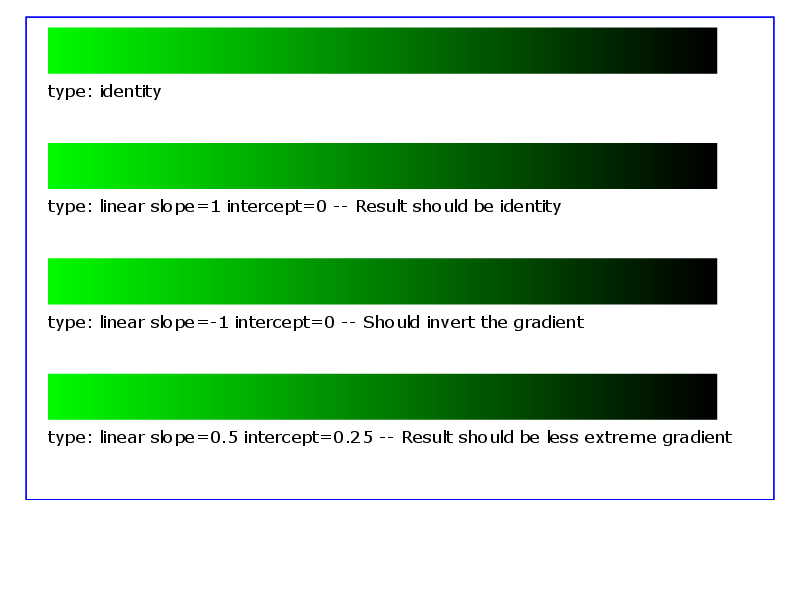 type: identity
type: linear slope=1 intercept=0 -- Result should be identity
type: linear slope=-1 intercept=0 -- Should invert the gradient
type: linear slope=0.5 intercept=0.25 -- Result should be less extreme gradient